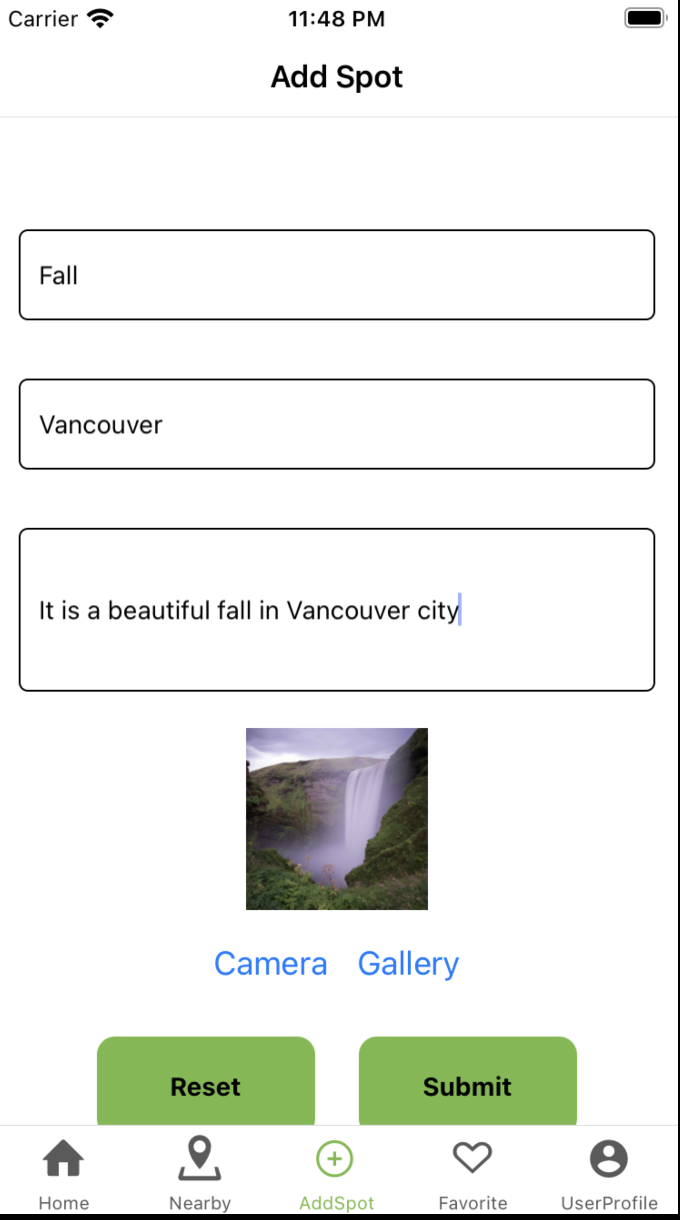 Carrier 11:48 PM
Add Spot
Fall
Vancouver
It is a beautiful fall in Vancouver city
Camera Gallery
Reset Submit
Home Nearby AddSpot Favorite UserProfile